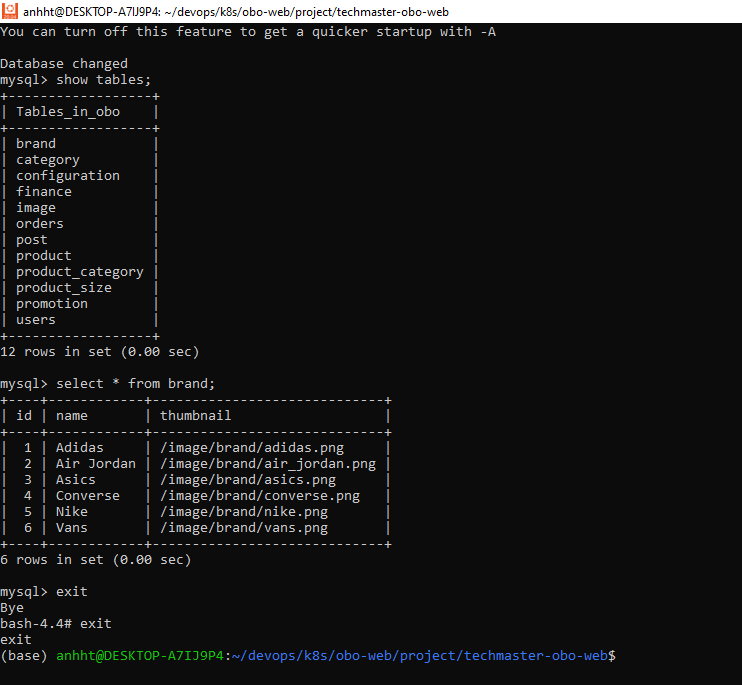 anhht@DESKTOP-A7IJ9P4: ~/devops/k8s/obo-web/project/techmaster-obo-web
You can turn off this feature to get a quicker startup with -A
Database changed
mysql> show tables;
+------------------+
| Tables_in_obo    |
+------------------+
| brand            |
| category         |
| configuration    |
| finance          |
| image            |
| orders           |
| post             |
| product          |
| product_category |
| product_size     |
| promotion        |
| users            |
+------------------+
12 rows in set (0.00 sec)
mysql> select * from brand;
+----+------------+-----------------------------+
| id | name       | thumbnail                   |
+----+------------+-----------------------------+
|  1 | Adidas     | /image/brand/adidas.png     |
|  2 | Air Jordan | /image/brand/air_jordan.png |
|  3 | Asics      | /image/brand/asics.png      |
|  4 | Converse   | /image/brand/converse.png   |
|  5 | Nike       | /image/brand/nike.png       |
|  6 | Vans       | /image/brand/vans.png       |
+----+------------+-----------------------------+
6 rows in set (0.00 sec)
mysql> exit
Bye
bash-4.4# exit
exit
(base) anhht@DESKTOP-A7IJ9P4:~/devops/k8s/obo-web/project/techmaster-obo-web$